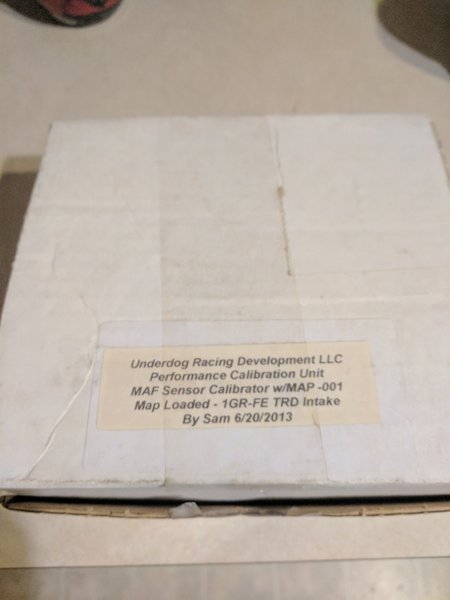 Underdog Racing Development LLC
Performance Calibration Unit
MAF Sensor Calibrator w/MAP -001
Map Loaded - 1GR-FE TRD Intake
By Sam 6/20/2013